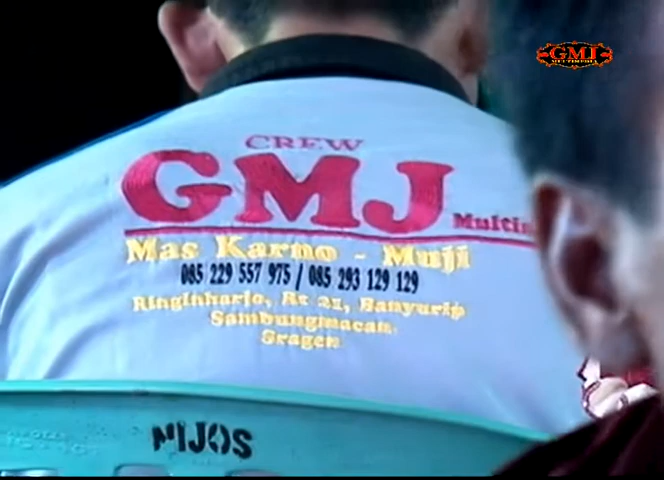 GMJ
MULTIMEDIA
CREW
GMJ
Mas Karno - Muji
085 229 557 975 / 085 293 129 129
Ringinharjo, Rt 21, Banyurip
Sambungmacan
Sragen
NIJOS